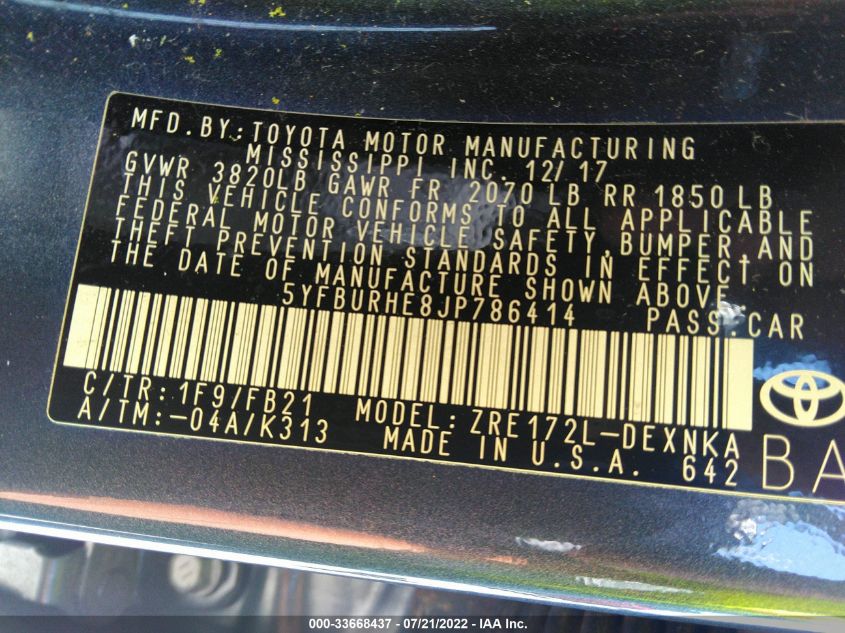 MFD.BY:TOYOTA MOTOR MANUFACTURING
MISSISSIPPI INC. 12/17
GVWR 3820LB GAWR FR 2070 LB RR 1850 LB
THIS VEHICLE CONFORMS TO ALL APPLICABLE
FEDERAL MOTOR VEHICLE SAFETY,BUMPER,AND
THEFT PREVENTION STANDARDS IN EFFECT ON
THE DATE OF MANUFACTURE SHOWN ABOVE.
5YFBURHE8JP786414 PASS.CAR
C/TR:1F9/FB21 MODEL:ZRE172L-DEXNKA
A/TM:-04A/K313 MADE IN U.S.A. 642
BA
000-33668437 - 07/21/2022 - IAA Inc.